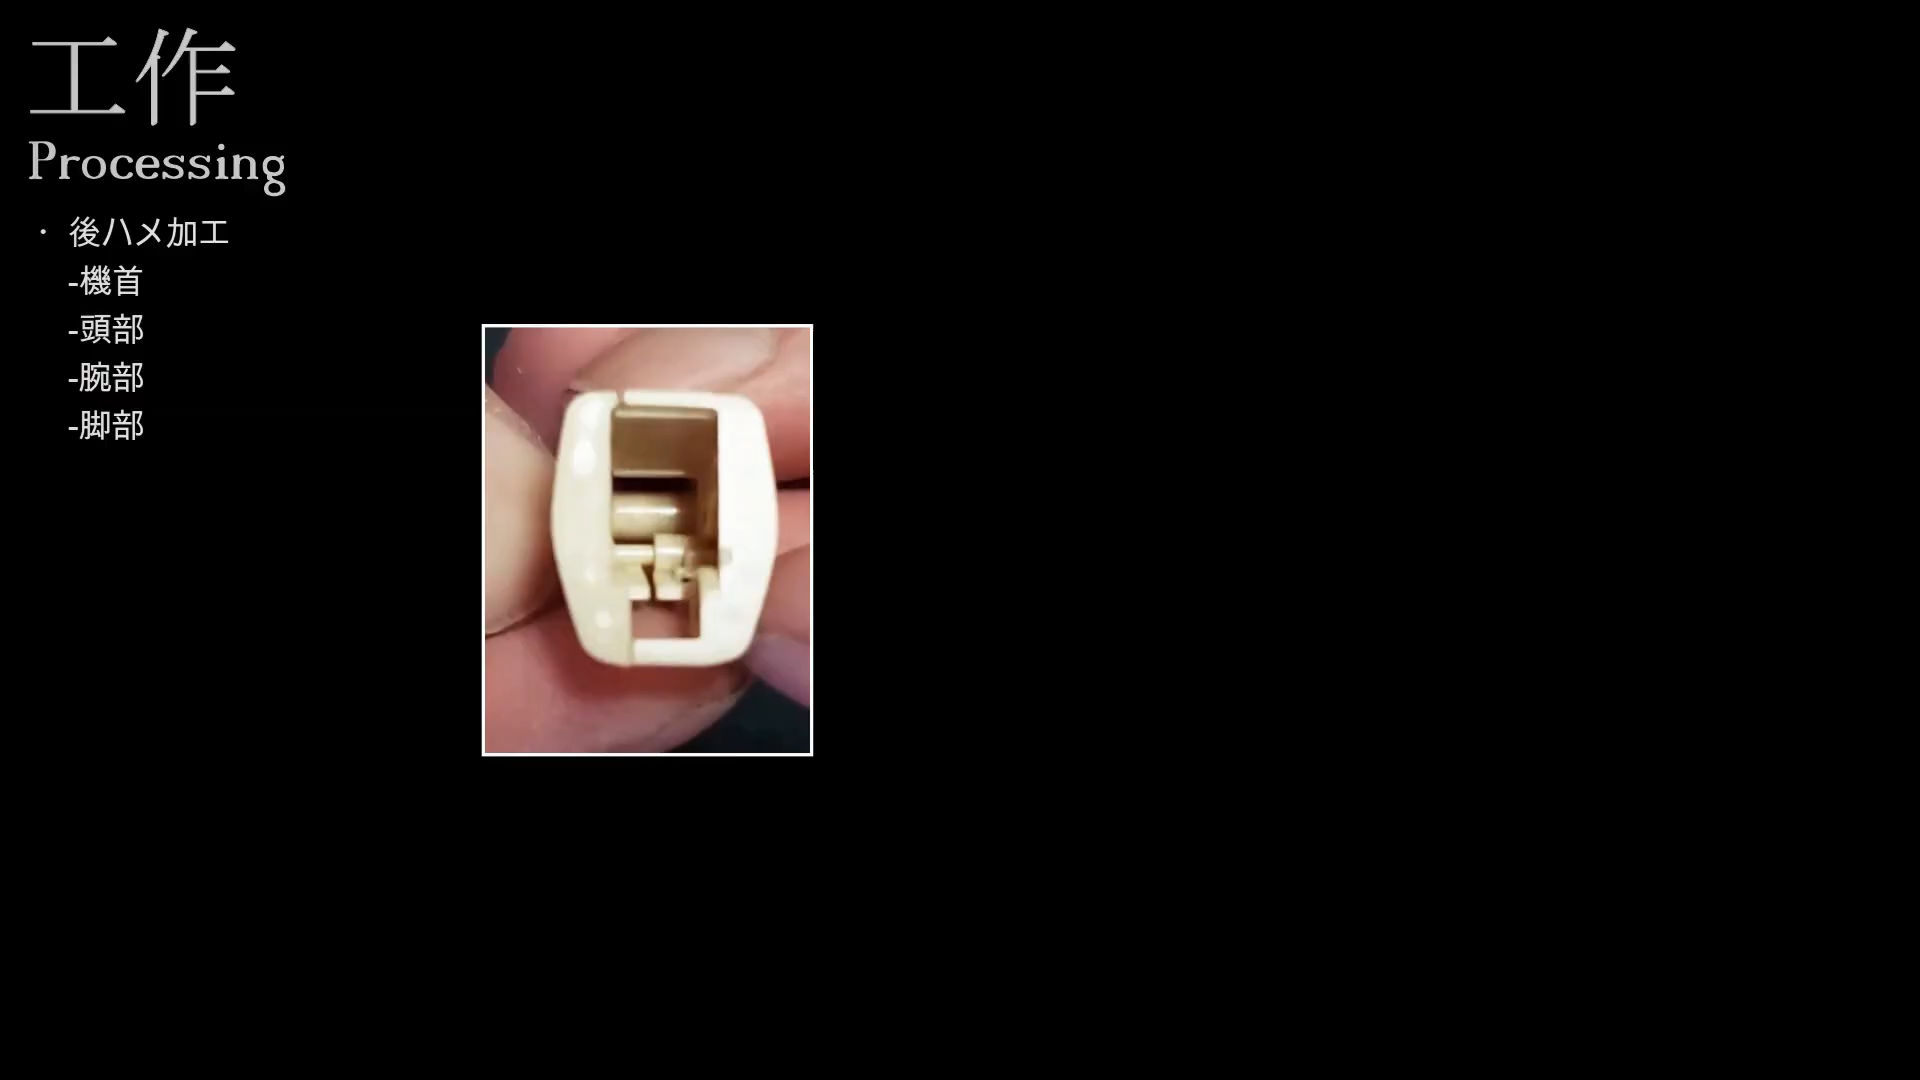 工作
Processing
・ 後ハメ加工
-機首
-頭部
-腕部
-脚部